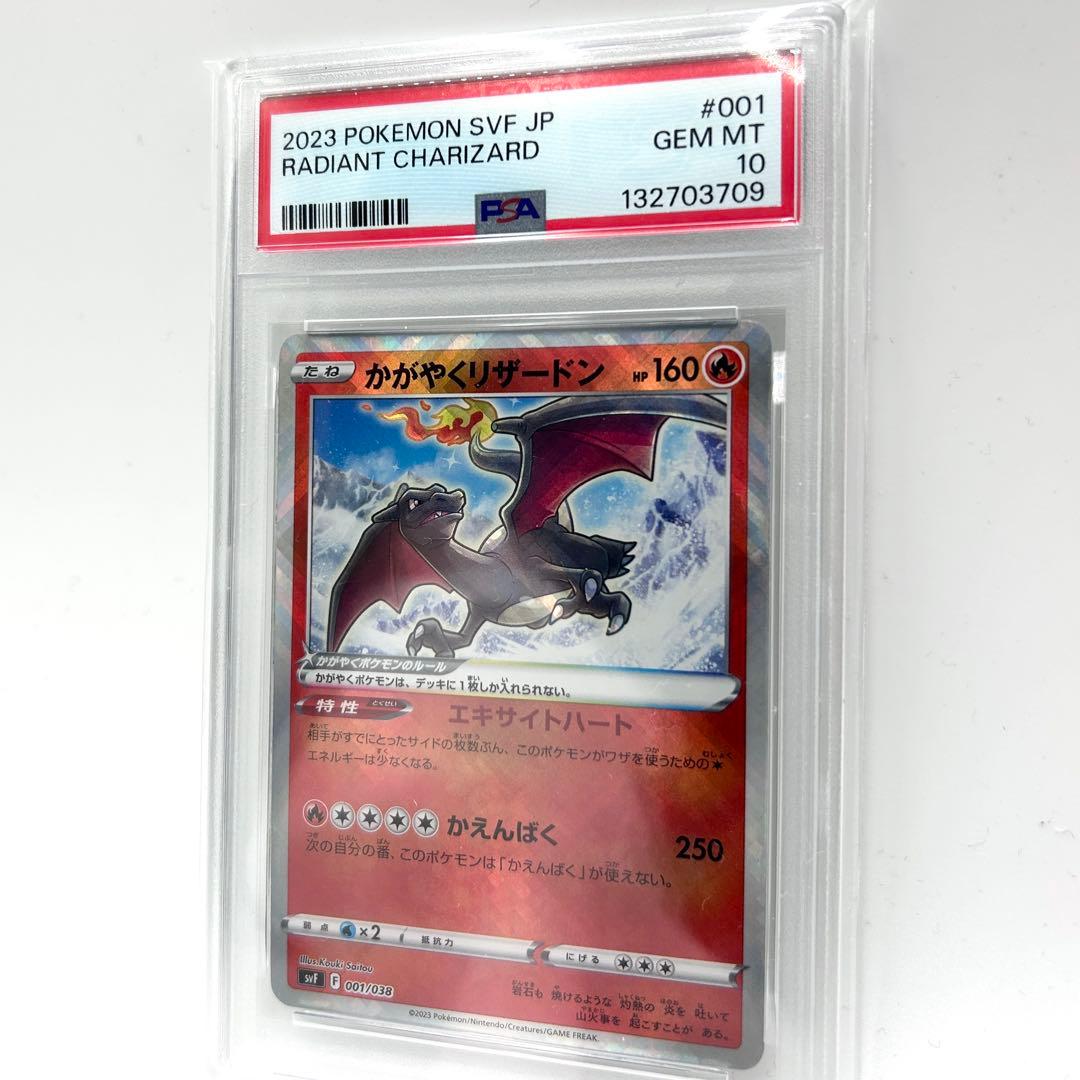 2023 POKEMON SVF JP #001
RADIANT CHARIZARD GEM MT
10
PSA 132703709
たね かがやくリザードン HP 160
かがやくポケモンのルール
かがやくポケモンは、デッキに1枚しか入れられない。
特性 とくせい エキサイトハート
相手がすでにとったサイドの枚数ぶん、このポケモンがワザを使うための
エネルギーは少なくなる。
かえんばく 250
次の自分の番、このポケモンは「かえんばく」が使えない。
弱点 ×2 抵抗力 にげる
Illus.Kouki Saitou
svF F 001/038
岩石も 焼けるような 灼熱の 炎を 吐いて
山火事を 起こすことが ある。
©2023 Pokémon/Nintendo/Creatures/GAME FREAK.